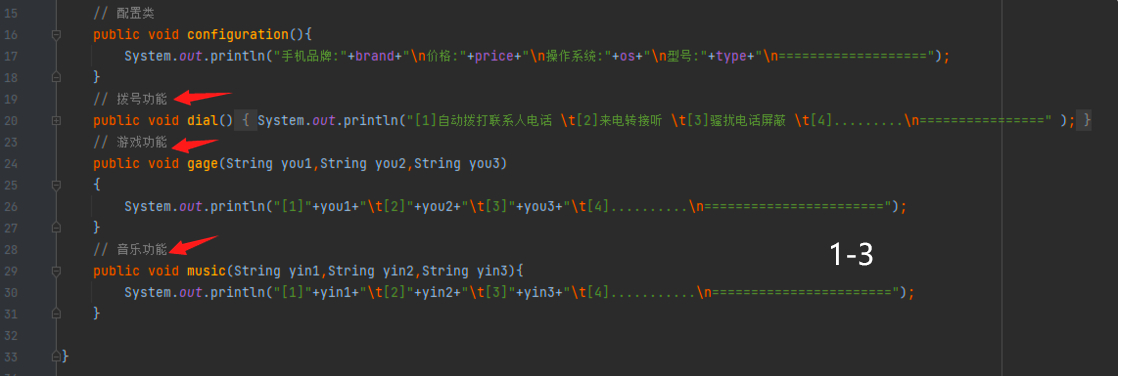 15 // 配置类
16 public void configuration(){
17 System.out.println("手机品牌:"+brand+"\n价格:"+price+"\n操作系统:"+os+"\n型号:"+type+"\n===================");
18 }
19 // 拨号功能
20 public void dial() { System.out.println("[1]自动拨打联系人电话 \t[2]来电转接听 \t[3]骚扰电话屏蔽 \t[4].........\n================" ); }
23 // 游戏功能
24 public void gage(String you1,String you2,String you3)
25 {
26 System.out.println("[1]"+you1+"\t[2]"+you2+"\t[3]"+you3+"\t[4]..........\n=======================");
27 }
28 // 音乐功能
29 public void music(String yin1,String yin2,String yin3){
30 System.out.println("[1]"+yin1+"\t[2]"+yin2+"\t[3]"+yin3+"\t[4]...........\n=======================");
31 }
32
33 }
1-3